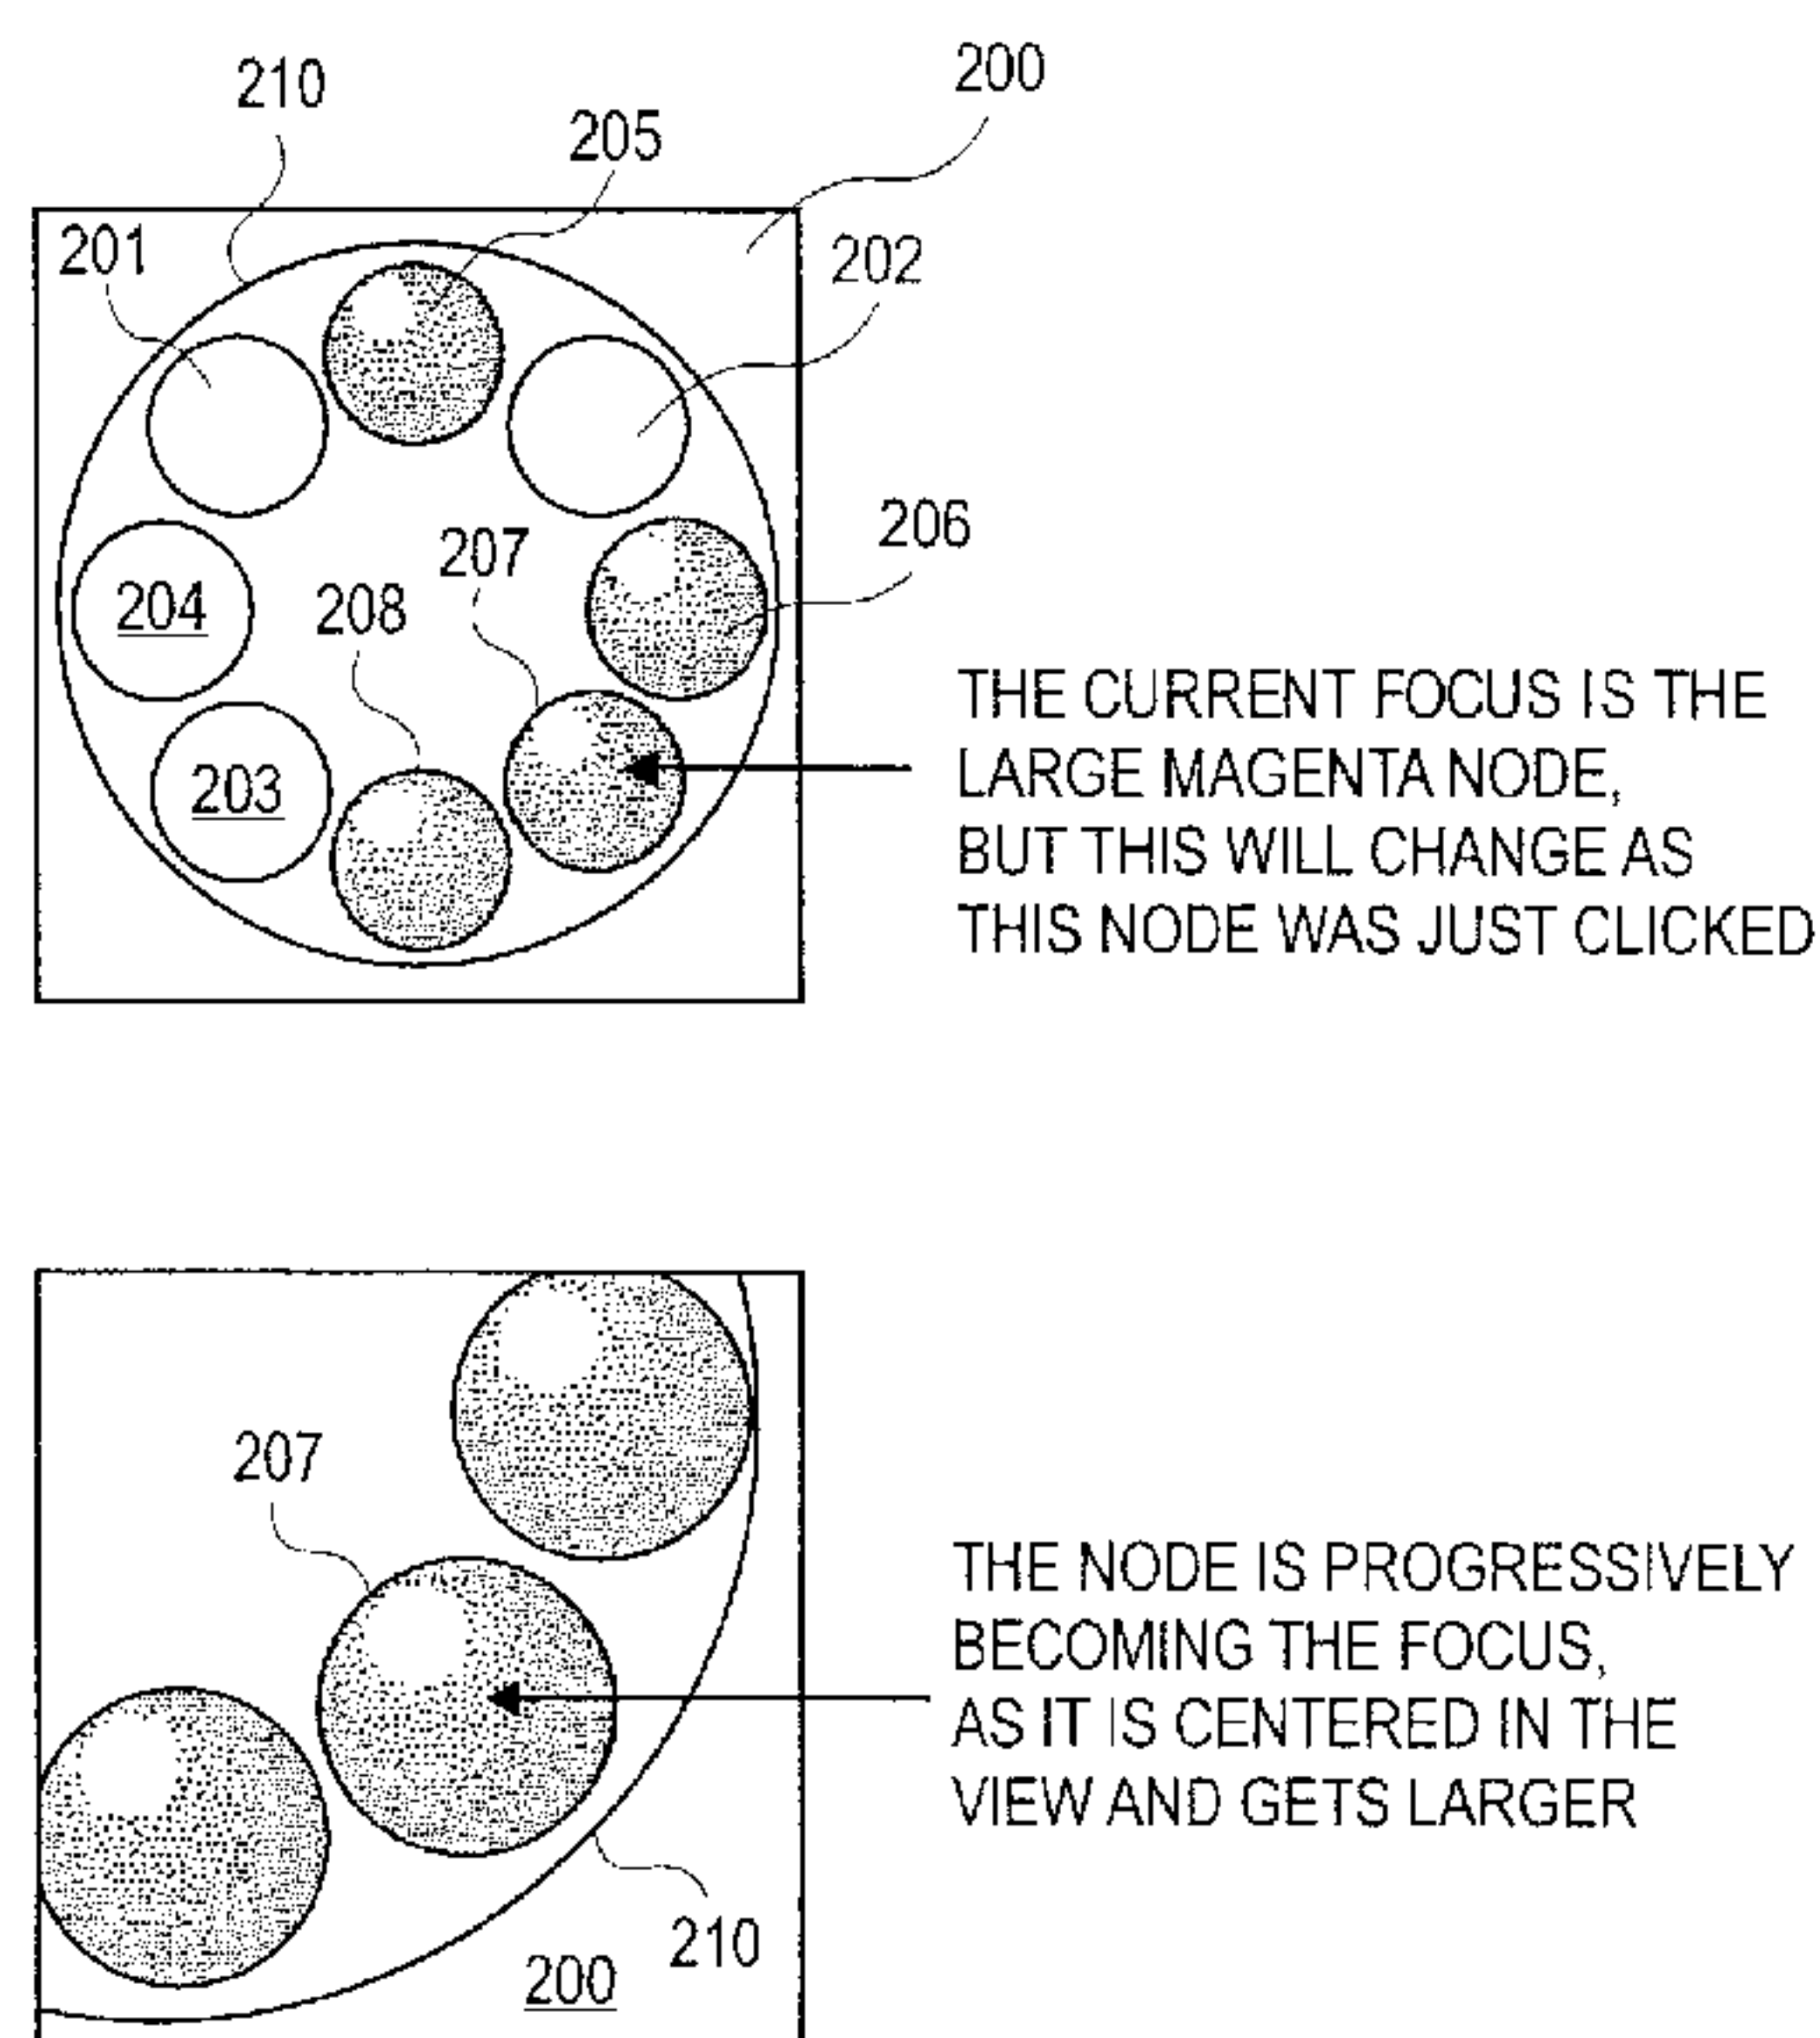 200
210
205
201
202
206
207
208
204
203
THE CURRENT FOCUS IS THE
LARGE MAGENTA NODE,
BUT THIS WILL CHANGE AS
THIS NODE WAS JUST CLICKED
207
THE NODE IS PROGRESSIVELY
BECOMING THE FOCUS,
AS IT IS CENTERED IN THE
VIEW AND GETS LARGER
210
200